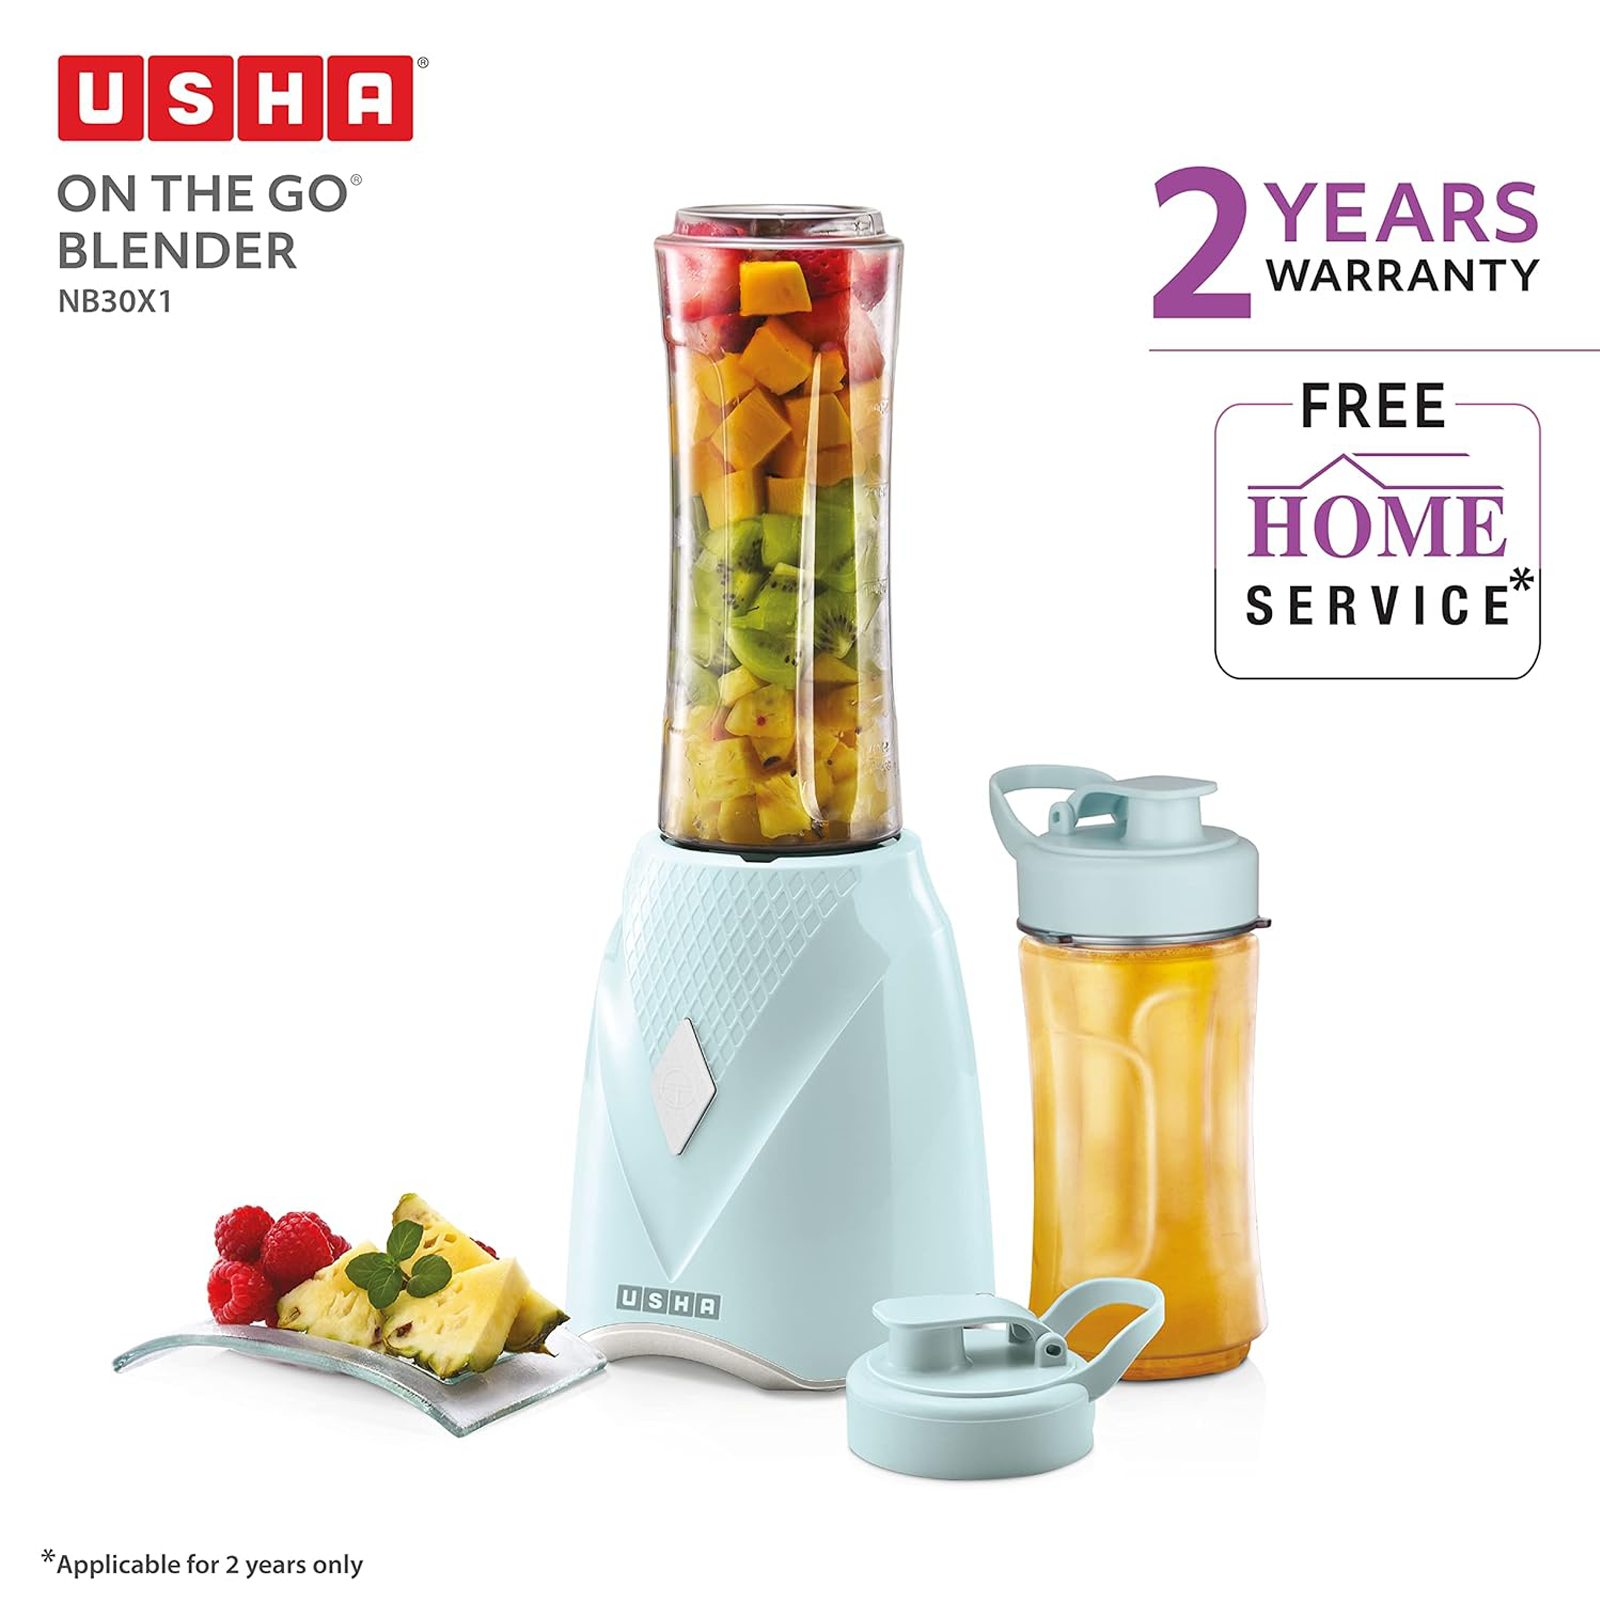 USHA®
ON THE GO®
BLENDER
NB30X1
2 YEARS
WARRANTY
FREE
HOME
SERVICE*
USHA
*Applicable for 2 years only